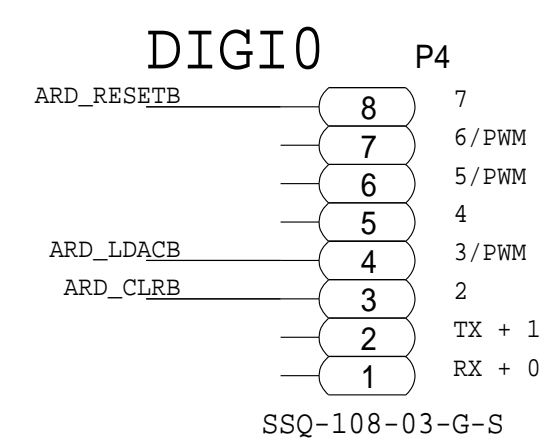 DIGI0 P4
ARD_RESETB 8 7
7 6/PWM
6 5/PWM
5 4
ARD_LDACB 4 3/PWM
ARD_CLRB 3 2
2 TX + 1
1 RX + 0
SSQ-108-03-G-S